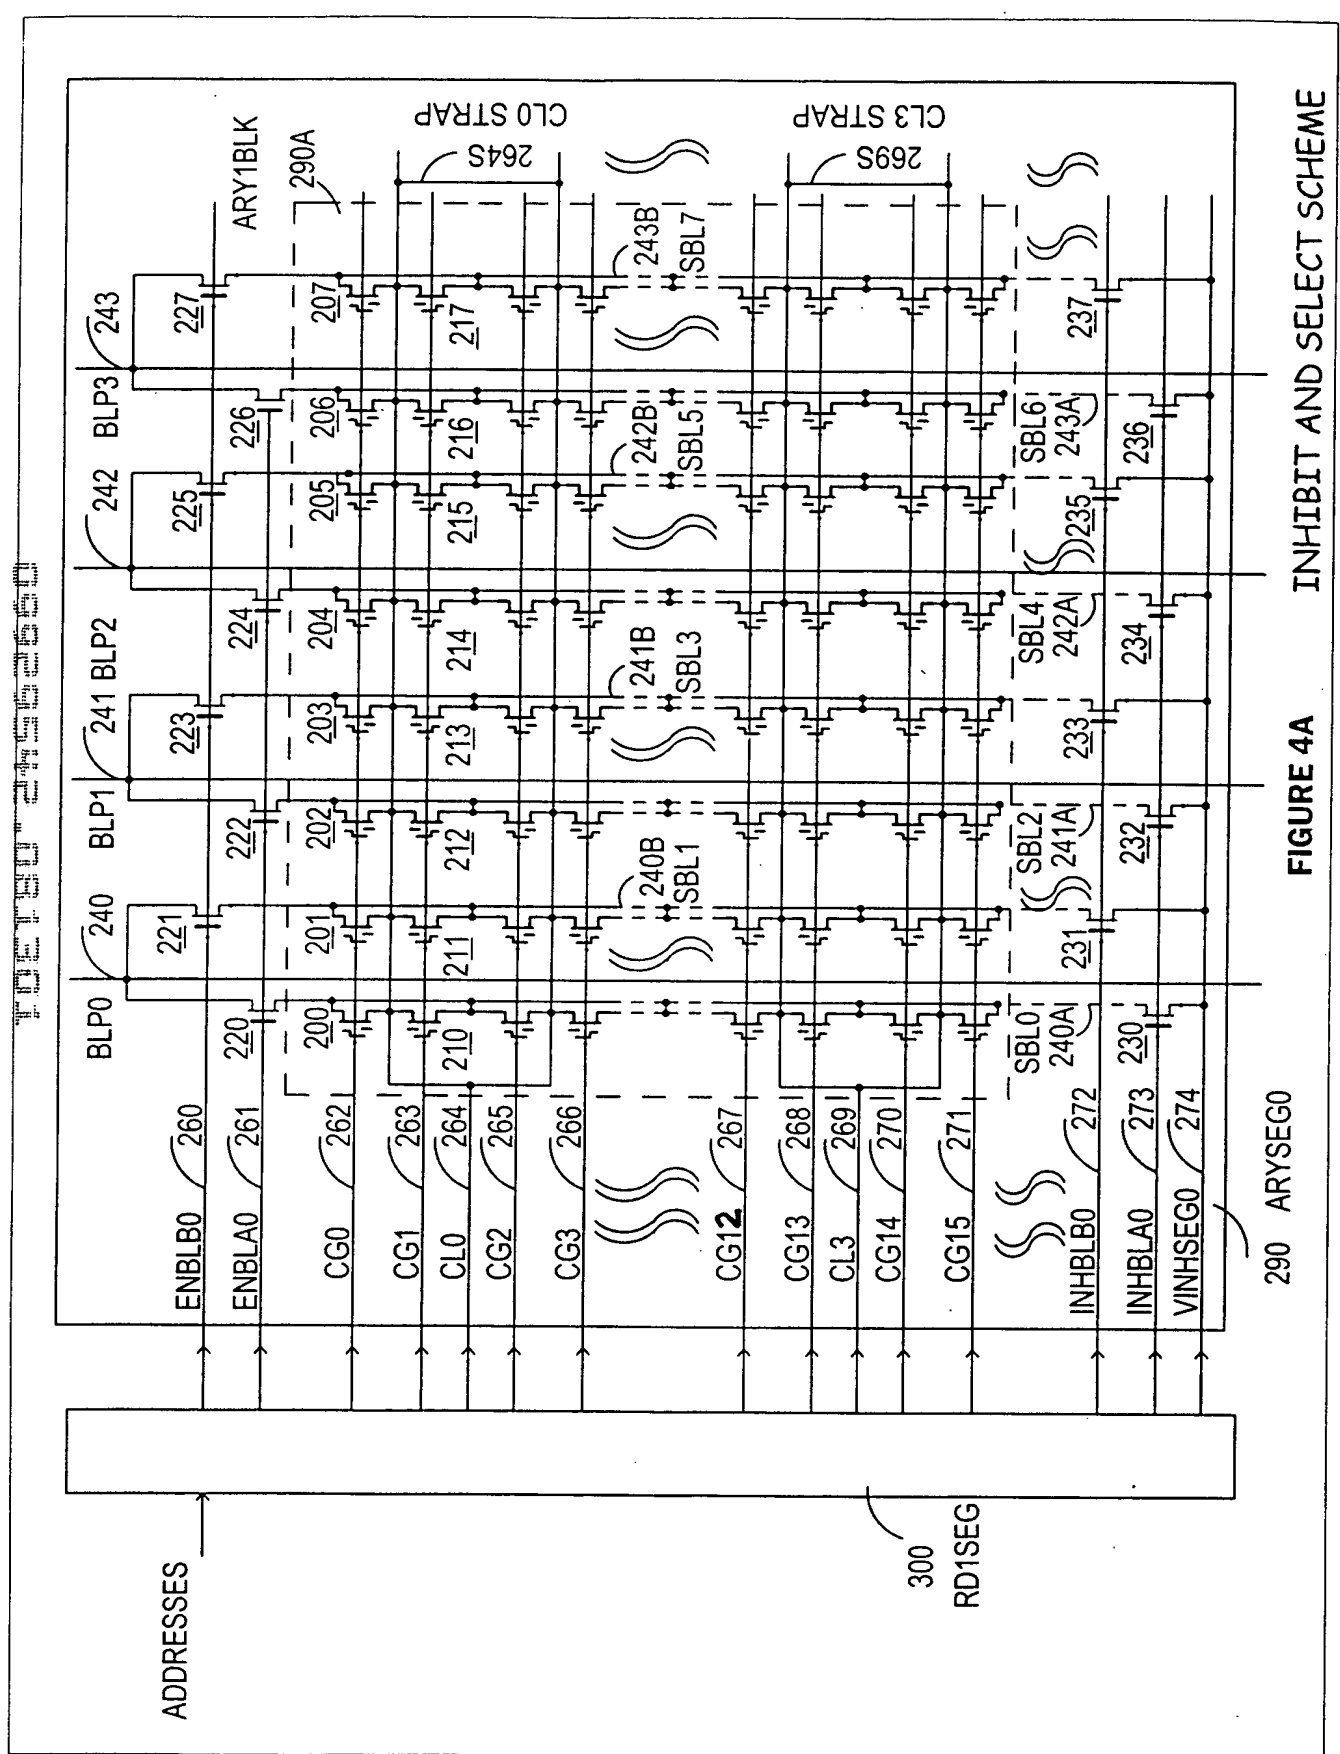 BLP0 240 BLP1 241 BLP2 242 BLP3 243
ADDRESSES
ENBLB0 260 221 223 225 227
ENBLA0 261 220 222 224 226 ARY1BLK
290A
CG0 262 200 201 202 203 204 205 206 207
CG1 263
CL0 264 210 211 212 213 214 215 216 217
264S
CL0 STRAP
CG2 265
CG3 266
240B 241B 242B 243B
SBL1 SBL3 SBL5 SBL7
CG12 267
CG13 268
CL3 269
269S
CL3 STRAP
CG14 270
CG15 271
300
RD1SEG
SBL0 SBL2 SBL4 SBL6
240A 241A 242A 243A
INHBLB0 272 231 233 235 237
INHBLA0 273 230 232 234 236
VINHSEG0 274
290 ARYSEG0
FIGURE 4A INHIBIT AND SELECT SCHEME